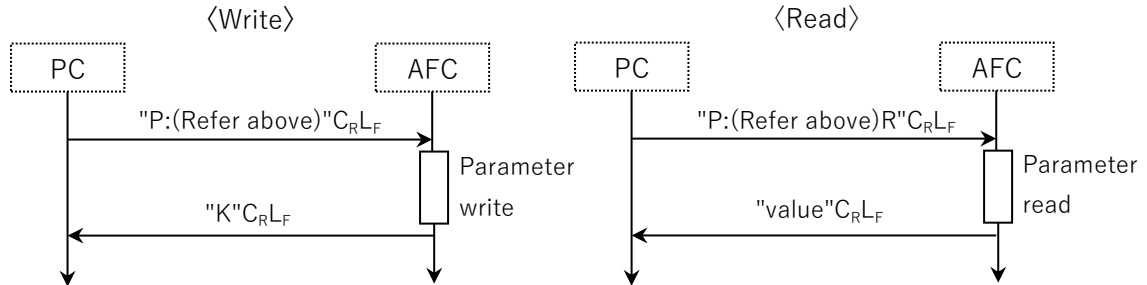 〈Write〉
PC
AFC
"P:(Refer above)"CRLF
Parameter
write
"K"CRLF
〈Read〉
PC
AFC
"P:(Refer above)R"CRLF
Parameter
read
"value"CRLF